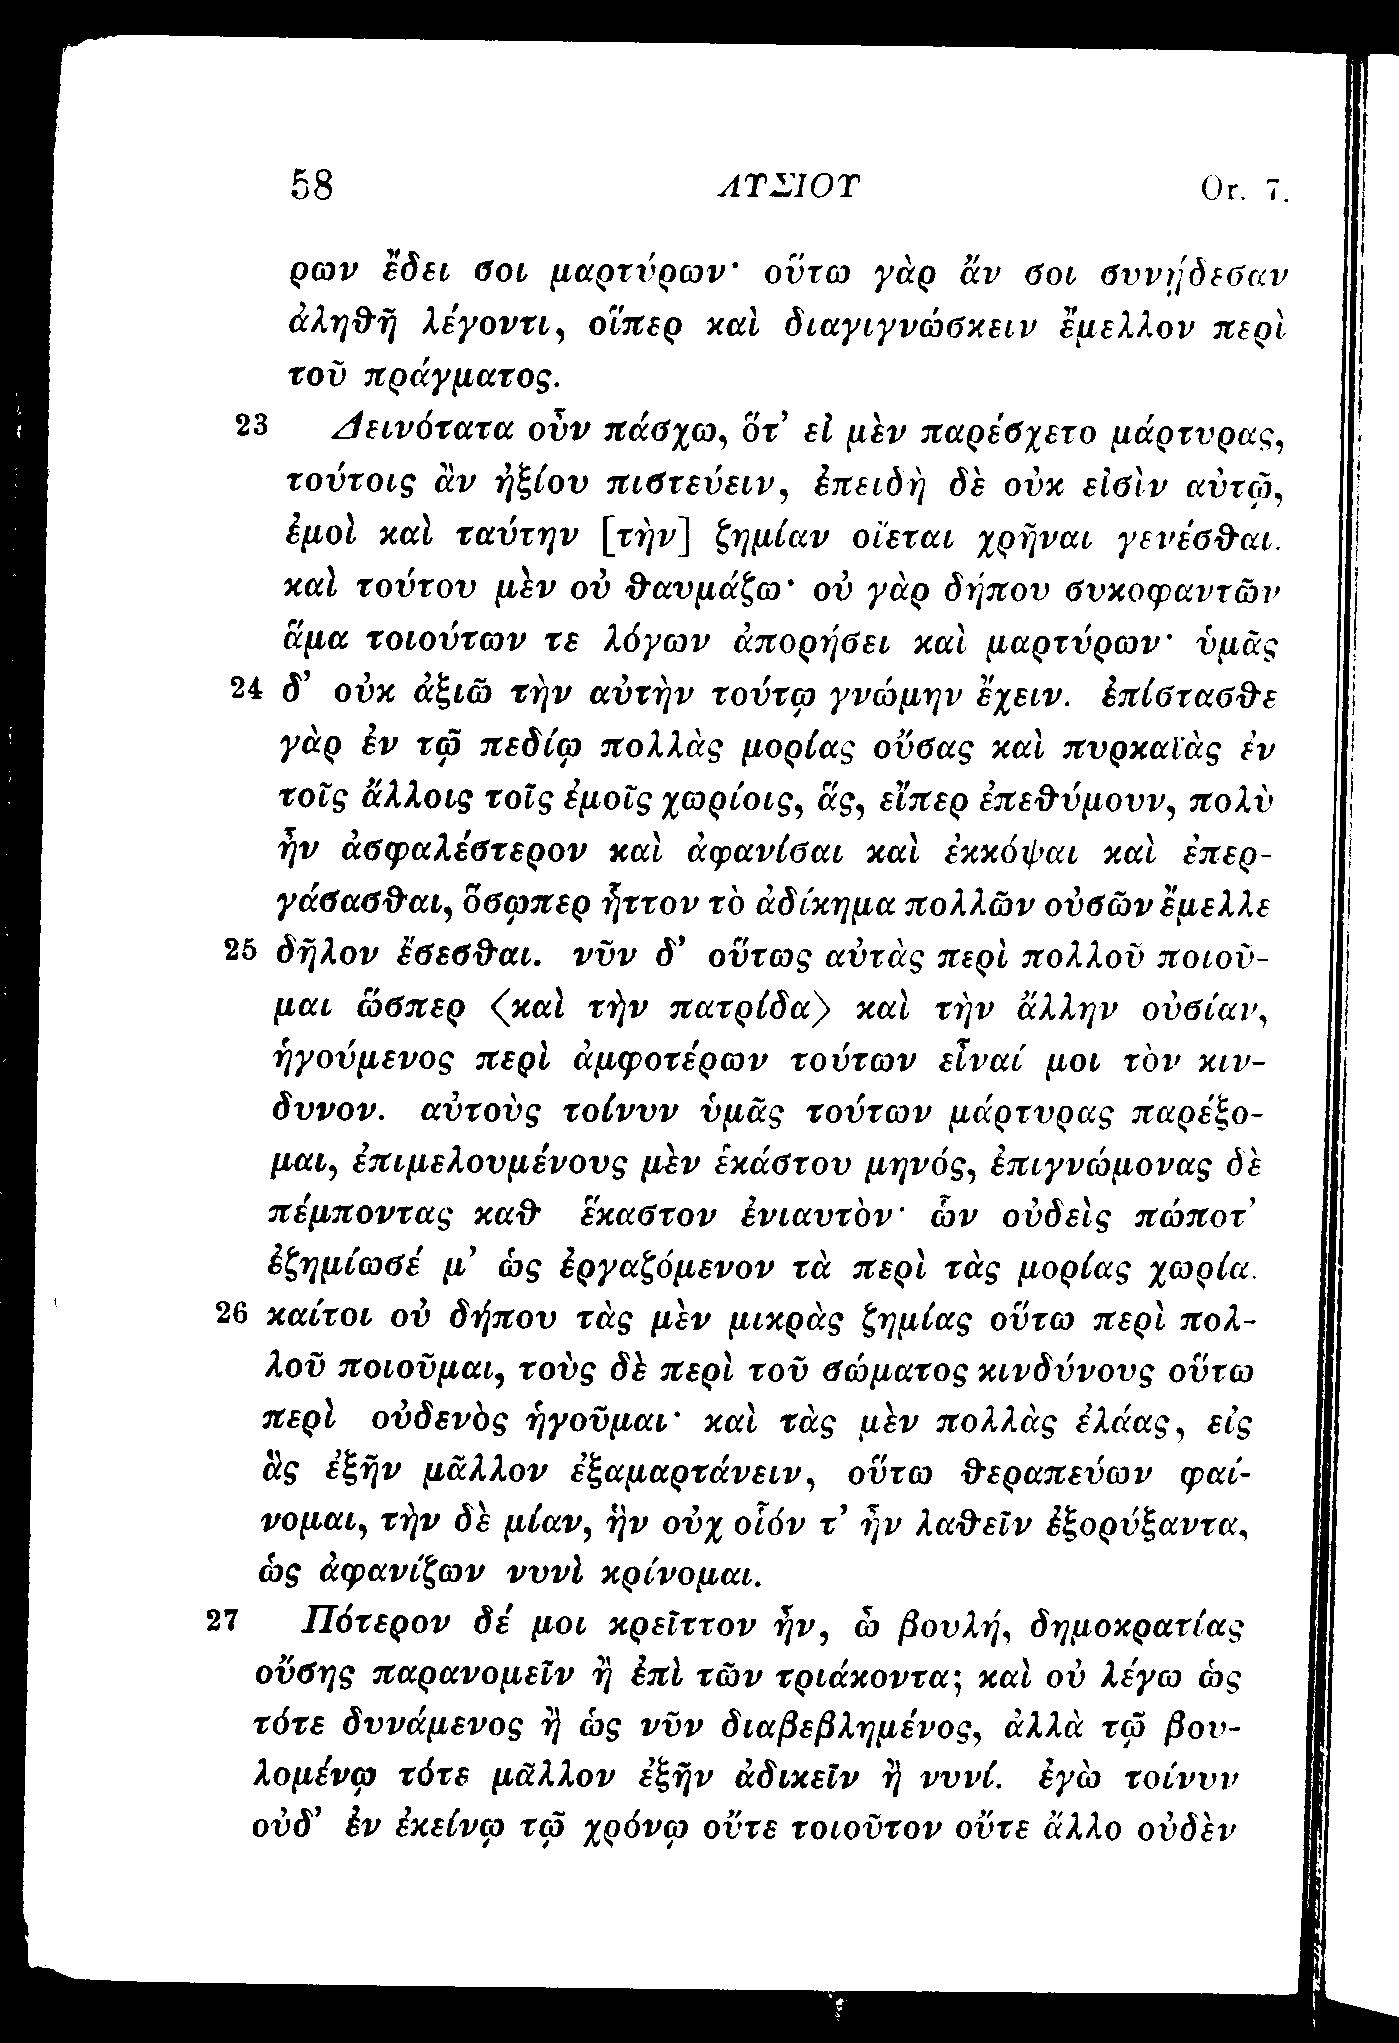 58 ΛΥΣΙΟΥ Or. 7.
ρων ἔδει σοι μαρτύρων· οὕτω γὰρ ἄν σοι συνῄδεσαν
ἀληθῆ λέγοντι, οἵπερ καὶ διαγιγνώσκειν ἔμελλον περὶ
τοῦ πράγματος.
23 Δεινότατα οὖν πάσχω, ὅτ’ εἰ μὲν παρέσχετο μάρτυρας,
τούτοις ἂν ἠξίου πιστεύειν, ἐπειδὴ δὲ οὐκ εἰσὶν αὐτῷ,
ἐμοὶ καὶ ταύτην [τὴν] ζημίαν οἴεται χρῆναι γενέσθαι.
καὶ τούτου μὲν οὐ θαυμάζω· οὐ γὰρ δήπου συκοφαντῶν
ἅμα τοιούτων τε λόγων ἀπορήσει καὶ μαρτύρων· ὑμᾶς
24 δ’ οὐκ ἀξιῶ τὴν αὐτὴν τούτῳ γνώμην ἔχειν. ἐπίστασθε
γὰρ ἐν τῷ πεδίῳ πολλὰς μορίας οὔσας καὶ πυρκαϊὰς ἐν
τοῖς ἄλλοις τοῖς ἐμοῖς χωρίοις, ἅς, εἴπερ ἐπεθύμουν, πολὺ
ἦν ἀσφαλέστερον καὶ ἀφανίσαι καὶ ἐκκόψαι καὶ ἐπερ-
γάσασθαι, ὅσῳπερ ἧττον τὸ ἀδίκημα πολλῶν οὐσῶν ἔμελλε
25 δῆλον ἔσεσθαι. νῦν δ’ οὕτως αὐτὰς περὶ πολλοῦ ποιοῦ-
μαι ὥσπερ ⟨καὶ τὴν πατρίδα⟩ καὶ τὴν ἄλλην οὐσίαν,
ἡγούμενος περὶ ἀμφοτέρων τούτων εἶναί μοι τὸν κιν-
δυνον. αὐτοὺς τοίνυν ὑμᾶς τούτων μάρτυρας παρέξο-
μαι, ἐπιμελουμένους μὲν ἑκάστου μηνός, ἐπιγνώμονας δὲ
πέμποντας καθ ἕκαστον ἐνιαυτὸν· ὧν οὐδεὶς πώποτ’
ἐζημίωσέ μ’ ὡς ἐργαζόμενον τὰ περὶ τὰς μορίας χωρία.
26 καίτοι οὐ δήπου τὰς μὲν μικρὰς ζημίας οὕτω περὶ πολ-
λοῦ ποιοῦμαι, τοὺς δὲ περὶ τοῦ σώματος κινδύνους οὕτω
περὶ οὐδενὸς ἡγοῦμαι· καὶ τὰς μὲν πολλὰς ἐλάας, εἰς
ἃς ἐξῆν μᾶλλον ἐξαμαρτάνειν, οὕτω θεραπεύων φαί-
νομαι, τὴν δὲ μίαν, ἣν οὐχ οἷόν τ’ ἦν λαθεῖν ἐξορύξαντα,
ὡς ἀφανίζων νυνὶ κρίνομαι.
27 Πότερον δέ μοι κρεῖττον ἦν, ὦ βουλή, δημοκρατίας
οὔσης παρανομεῖν ἢ ἐπὶ τῶν τριάκοντα; καὶ οὐ λέγω ὡς
τότε δυνάμενος ἢ ὡς νῦν διαβεβλημένος, ἀλλὰ τῷ βου-
λομένῳ τότε μᾶλλον ἐξῆν ἀδικεῖν ἢ νυνί. ἐγὼ τοίνυν
οὐδ’ ἐν ἐκείνῳ τῷ χρόνῳ οὔτε τοιοῦτον οὔτε ἄλλο οὐδὲν